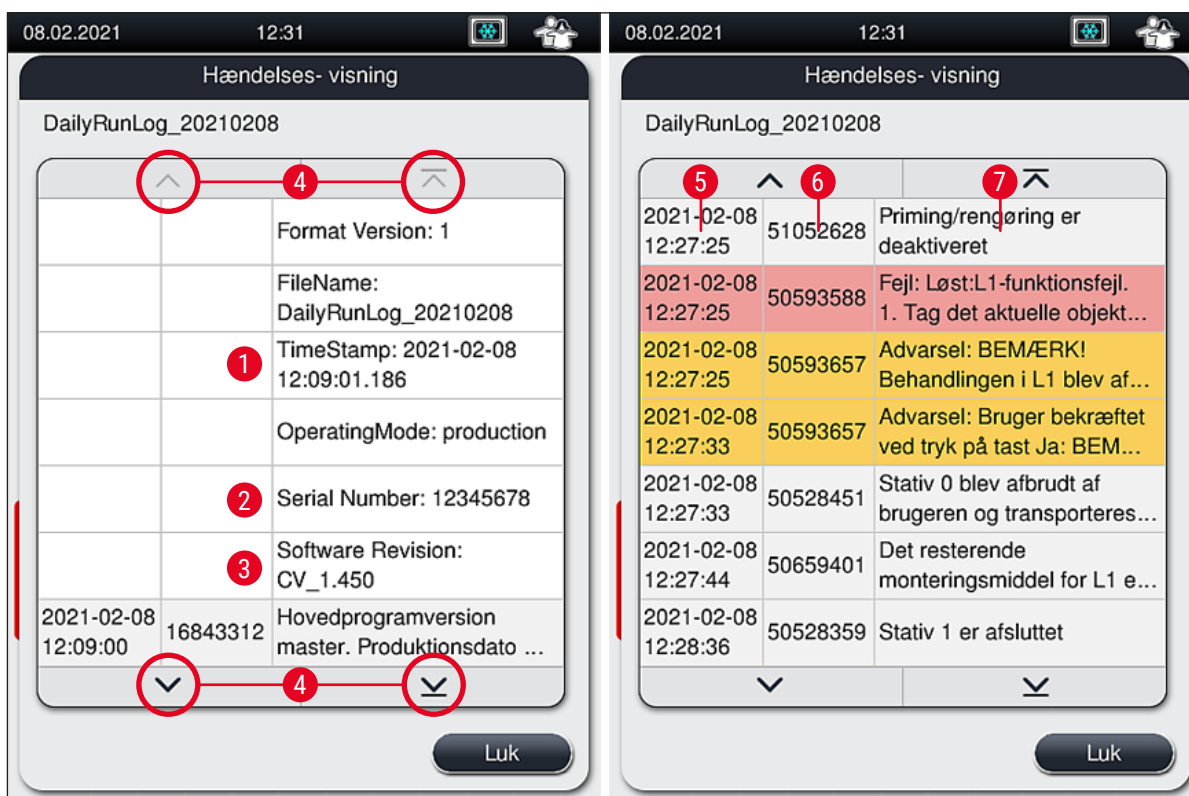 08.02.2021 12:31
Hændelses- visning
DailyRunLog_20210208
4
Format Version: 1
FileName:
DailyRunLog_20210208
1
TimeStamp: 2021-02-08
12:09:01.186
OperatingMode: production
2
Serial Number: 12345678
3
Software Revision:
CV_1.450
2021-02-08
12:09:00
16843312
Hovedprogramversion
master. Produktionsdato ...
4
Luk
08.02.2021 12:31
Hændelses- visning
DailyRunLog_20210208
5
6
7
2021-02-08
12:27:25
51052628
Priming/rengøring er
deaktiveret
2021-02-08
12:27:25
50593588
Fejl: Løst:L1-funktionsfejl.
1. Tag det aktuelle objekt...
2021-02-08
12:27:25
50593657
Advarsel: BEMÆRK!
Behandlingen i L1 blev af...
2021-02-08
12:27:33
50593657
Advarsel: Bruger bekræftet
ved tryk på tast Ja: BEM...
2021-02-08
12:27:33
50528451
Stativ 0 blev afbrudt af
brugeren og transporteres...
2021-02-08
12:27:44
50659401
Det resterende
monteringsmiddel for L1 e...
2021-02-08
12:28:36
50528359
Stativ 1 er afsluttet
Luk